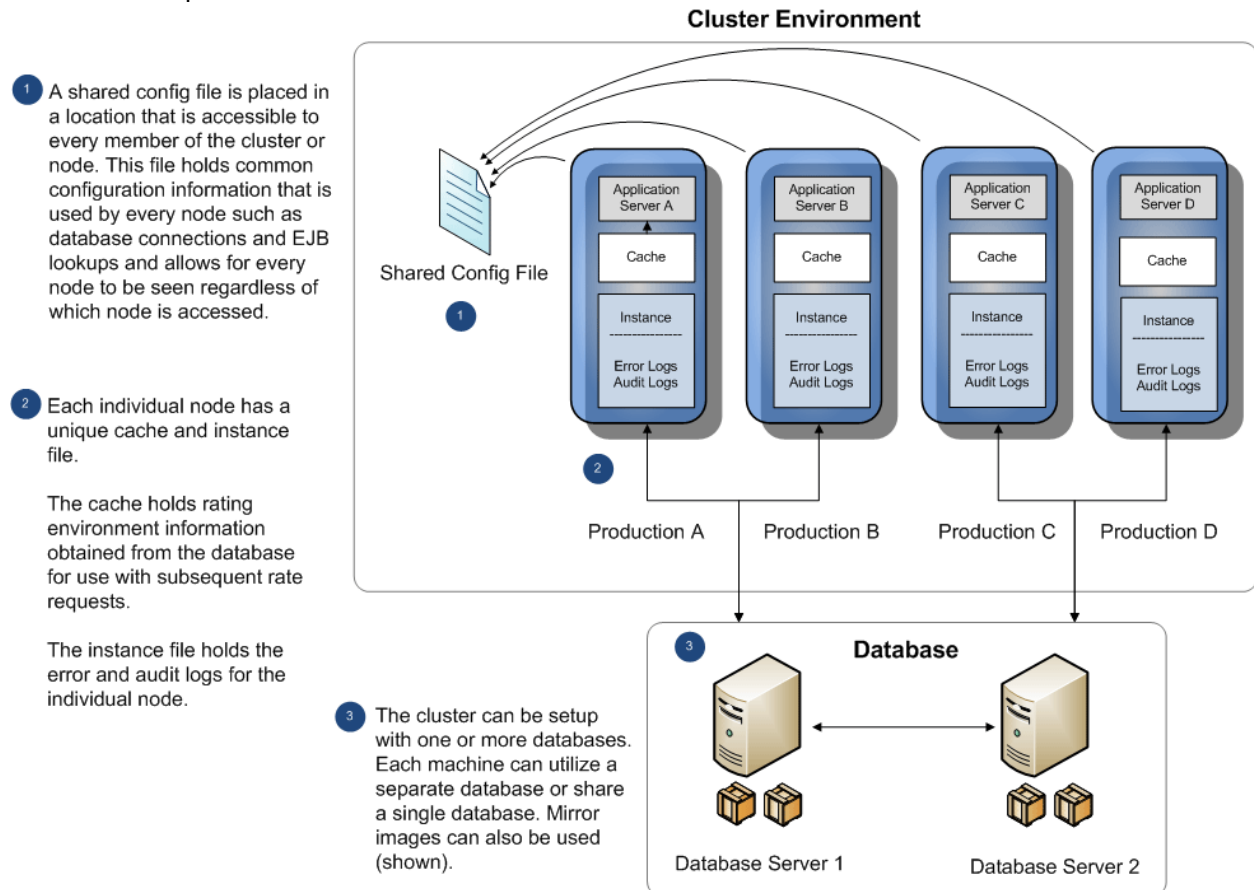 Cluster Environment
1
A shared config file is placed in
a location that is accessible to
every member of the cluster or
node. This file holds common
configuration information that is
used by every node such as
database connections and EJB
lookups and allows for every
node to be seen regardless of
which node is accessed.
2
Each individual node has a
unique cache and instance
file.
The cache holds rating
environment information
obtained from the database
for use with subsequent rate
requests.
The instance file holds the
error and audit logs for the
individual node.
Shared Config File
1
Application
Server A
Cache
Instance
----------------
Error Logs
Audit Logs
Application
Server B
Cache
Instance
----------------
Error Logs
Audit Logs
Application
Server C
Cache
Instance
----------------
Error Logs
Audit Logs
Application
Server D
Cache
Instance
----------------
Error Logs
Audit Logs
2
Production A
Production B
Production C
Production D
3
The cluster can be setup
with one or more databases.
Each machine can utilize a
separate database or share
a single database. Mirror
images can also be used
(shown).
3
Database
Database Server 1
Database Server 2